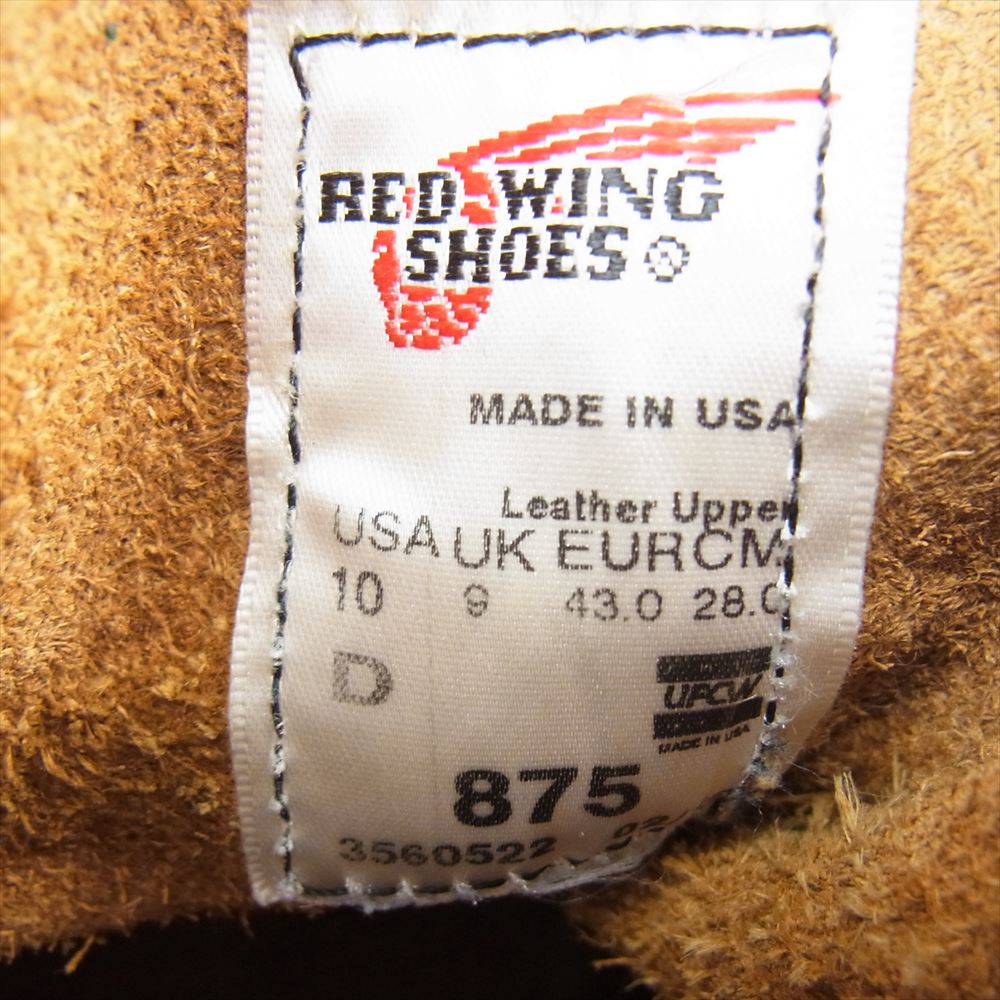 RED WING
SHOES ®
MADE IN USA
Leather Upper
USA UK EUR CM
10 9 43.0 28.0
D
UFCW
MADE IN USA
875
3560522